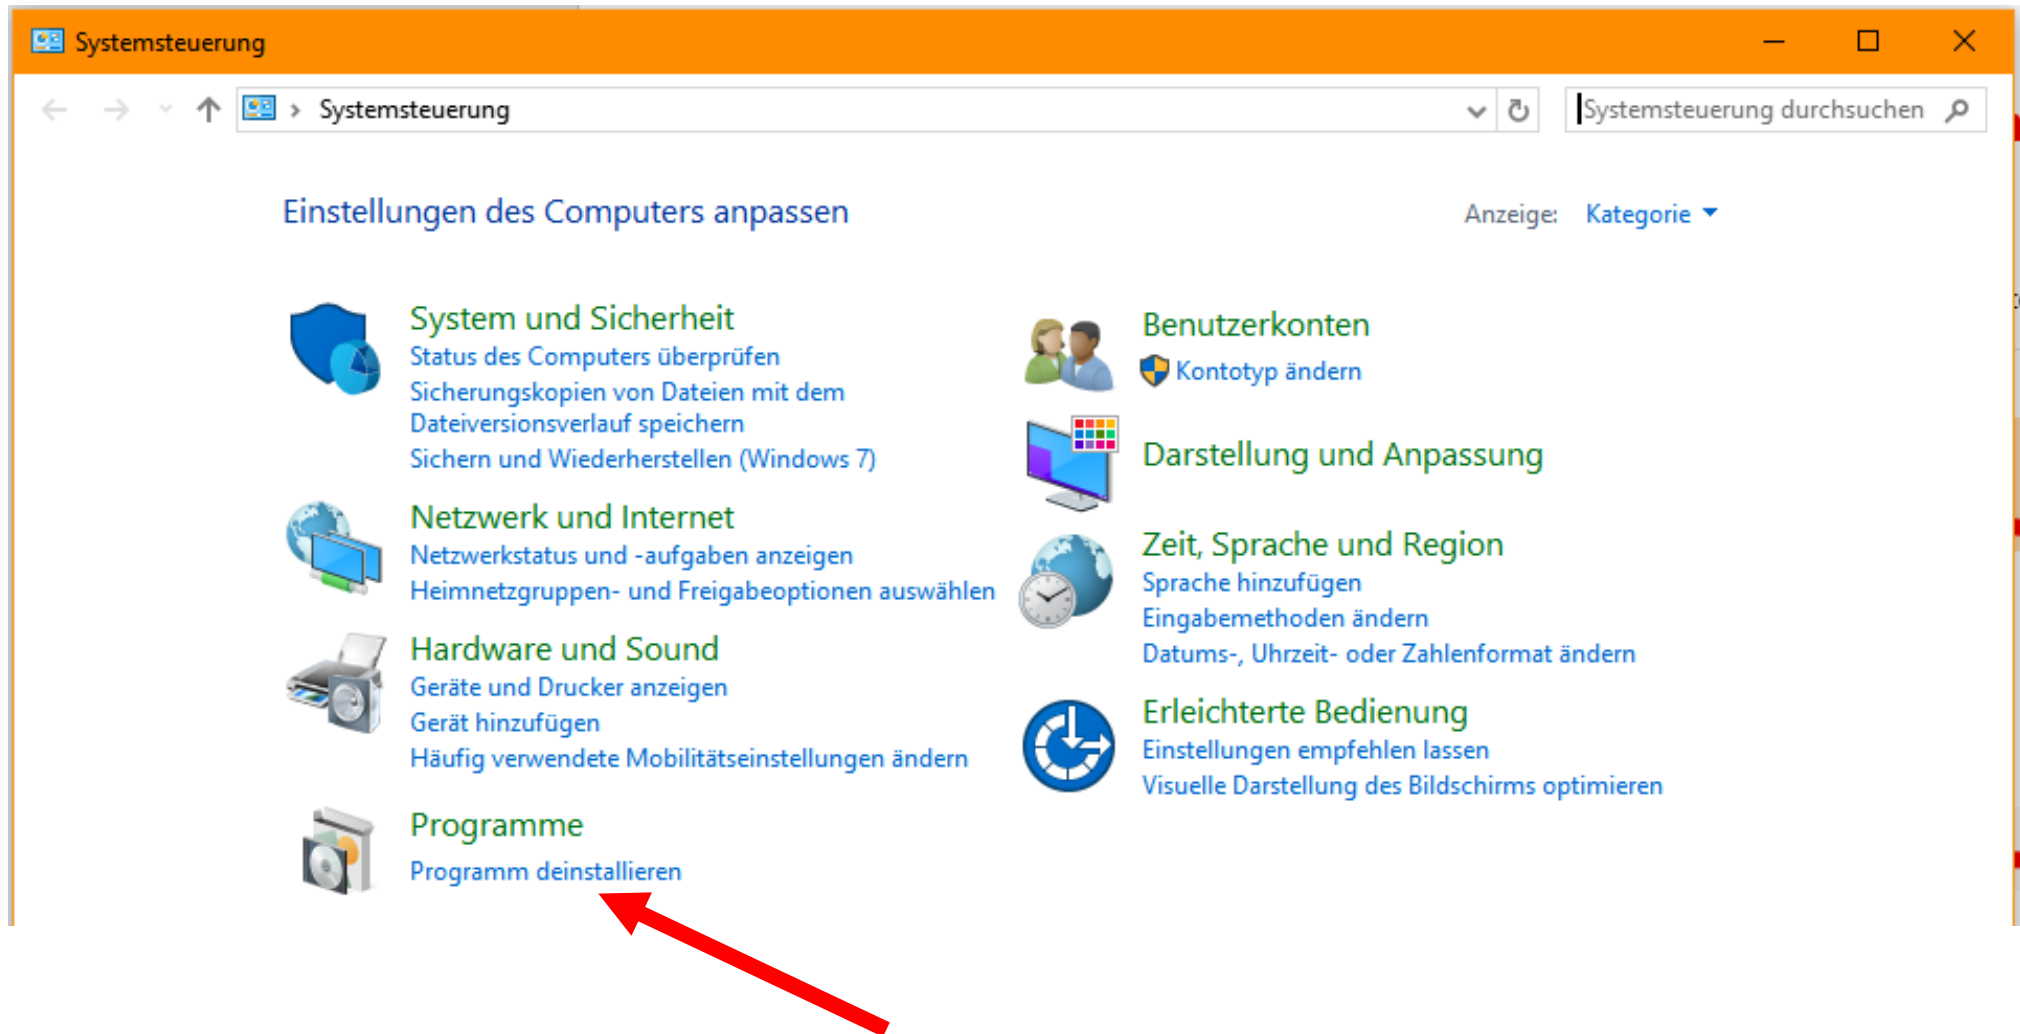 Systemsteuerung
Systemsteuerung
Systemsteuerung durchsuchen
Einstellungen des Computers anpassen
Anzeige: Kategorie
System und Sicherheit
Status des Computers überprüfen
Sicherungskopien von Dateien mit dem
Dateiversionsverlauf speichern
Sichern und Wiederherstellen (Windows 7)
Netzwerk und Internet
Netzwerkstatus und -aufgaben anzeigen
Heimnetzgruppen- und Freigabeoptionen auswählen
Hardware und Sound
Geräte und Drucker anzeigen
Gerät hinzufügen
Häufig verwendete Mobilitätseinstellungen ändern
Programme
Programm deinstallieren
Benutzerkonten
Kontotyp ändern
Darstellung und Anpassung
Zeit, Sprache und Region
Sprache hinzufügen
Eingabemethoden ändern
Datums-, Uhrzeit- oder Zahlenformat ändern
Erleichterte Bedienung
Einstellungen empfehlen lassen
Visuelle Darstellung des Bildschirms optimieren